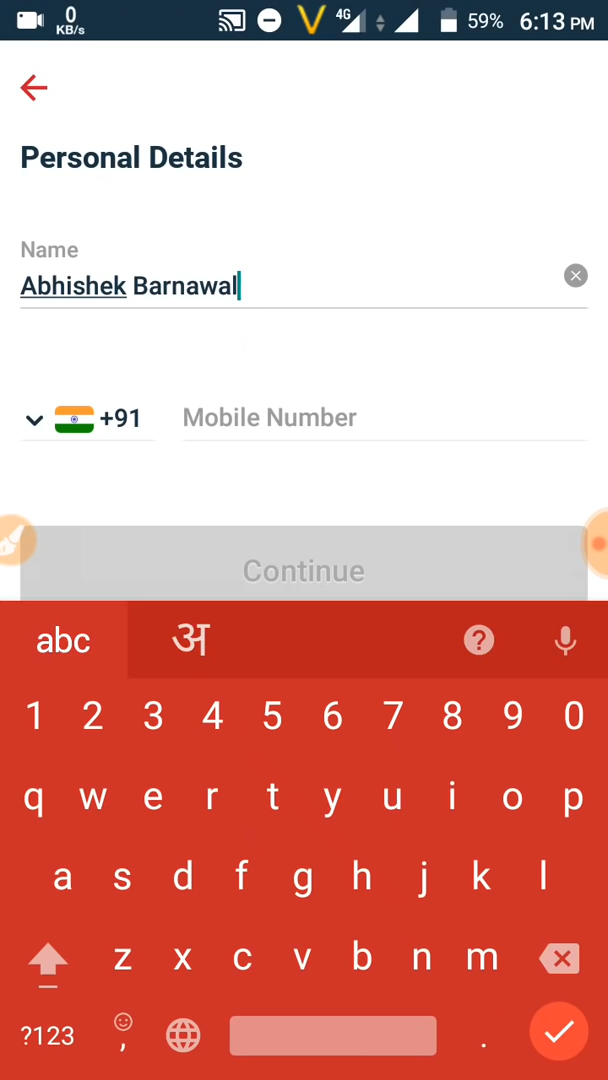 0 KB/s 4G 59% 6:13 PM
Personal Details
Name
Abhishek Barnawal
+91 Mobile Number
Continue
abc अ ?
1 2 3 4 5 6 7 8 9 0
q w e r t y u i o p
a s d f g h j k l
z x c v b n m
?123 , .